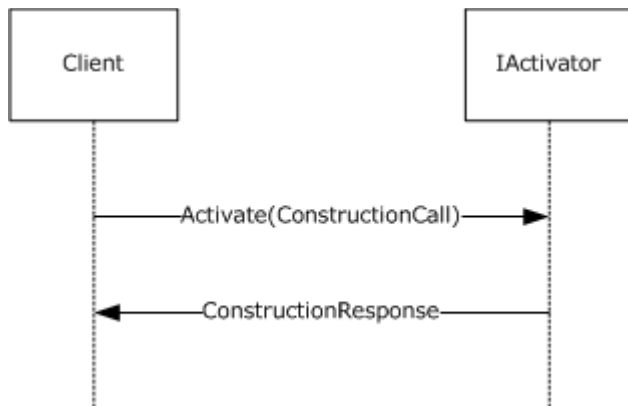 Client
IActivator
Activate(ConstructionCall)
ConstructionResponse